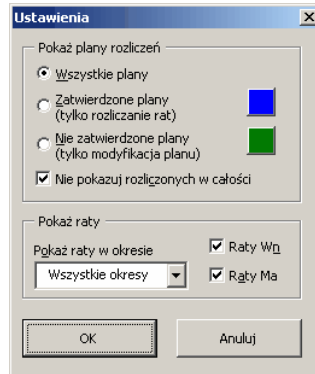 Ustawienia
Pokaż plany rozliczeń
Wszystkie plany
Zatwierdzone plany
(tylko rozliczanie rat)
Nie zatwierdzone plany
(tylko modyfikacja planu)
Nie pokazuj rozliczonych w całości
Pokaż raty
Pokaż raty w okresie
Raty Wn
Wszystkie okresy
Raty Ma
OK
Anuluj